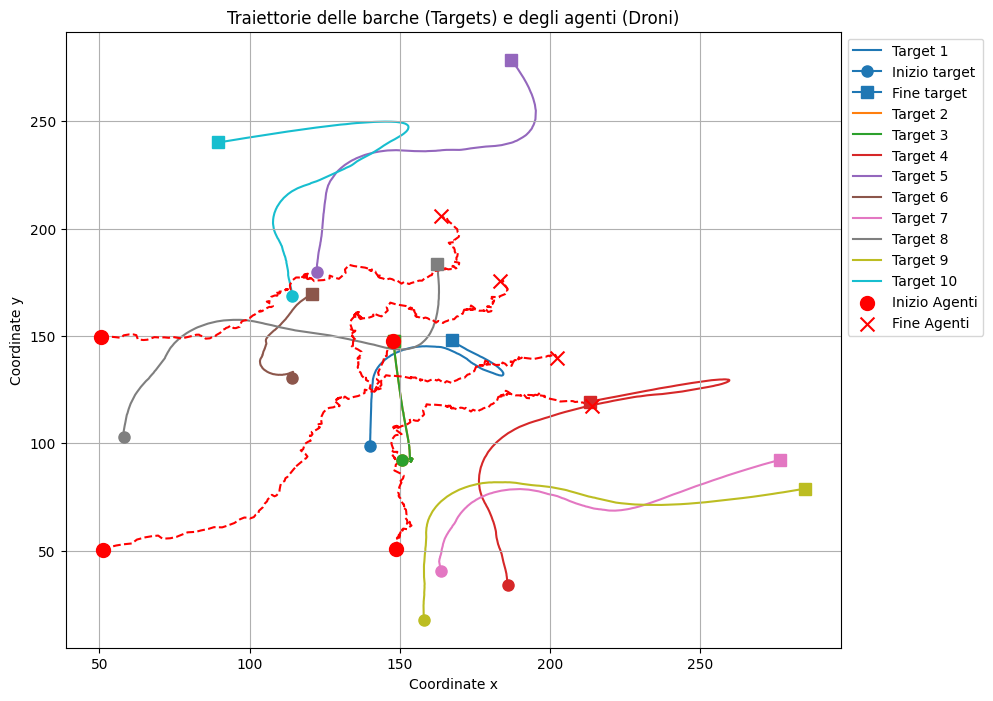 Traiettorie delle barche (Targets) e degli agenti (Droni)
Coordinate y
250
200
150
100
50
50
100
150
200
250
Coordinate x
Target 1
Inizio target
Fine target
Target 2
Target 3
Target 4
Target 5
Target 6
Target 7
Target 8
Target 9
Target 10
Inizio Agenti
Fine Agenti